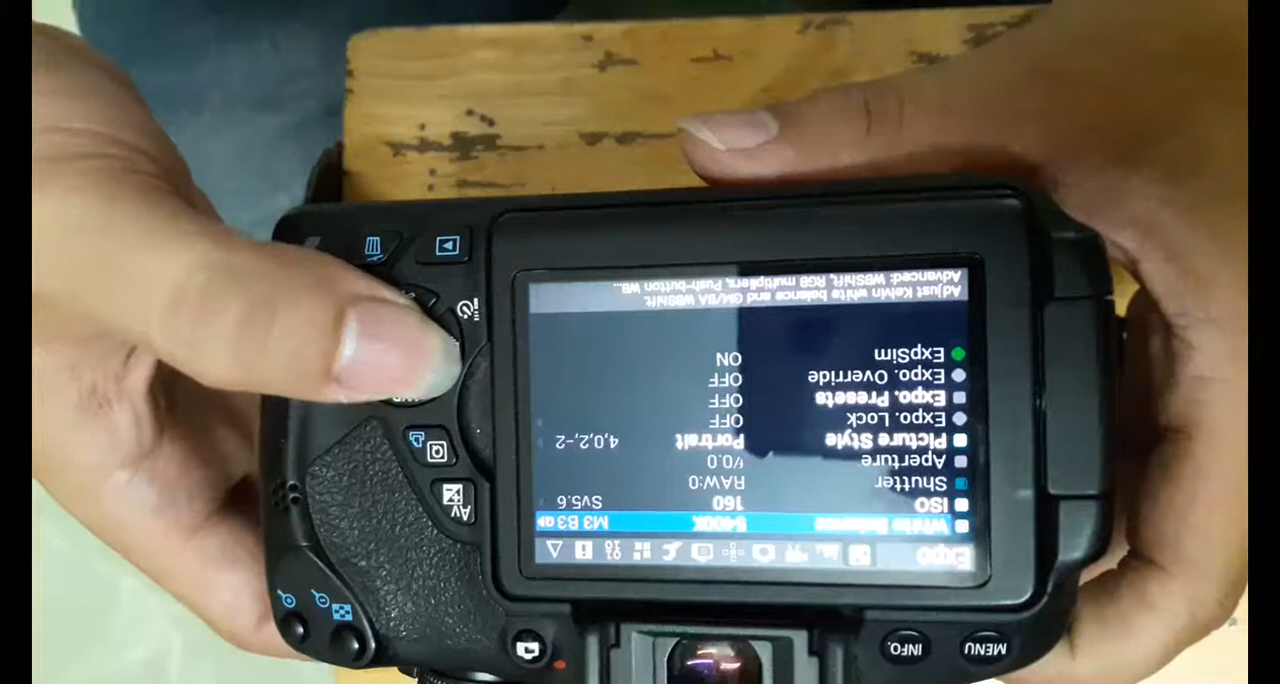 MENU
INFO.
Expo
White Balance 5400K M3 B3
ISO 160 Sv5.6
Shutter RAW:0
Aperture f/0.0
Picture Style Portrait 4,0,2,-2
Expo. Lock OFF
Expo. Presets OFF
Expo. Override OFF
ExpSim ON
Adjust Kelvin white balance and GM/BA WBShift.
Advanced: WBShift, RGB multipliers, Push-button WB...
Av
Q